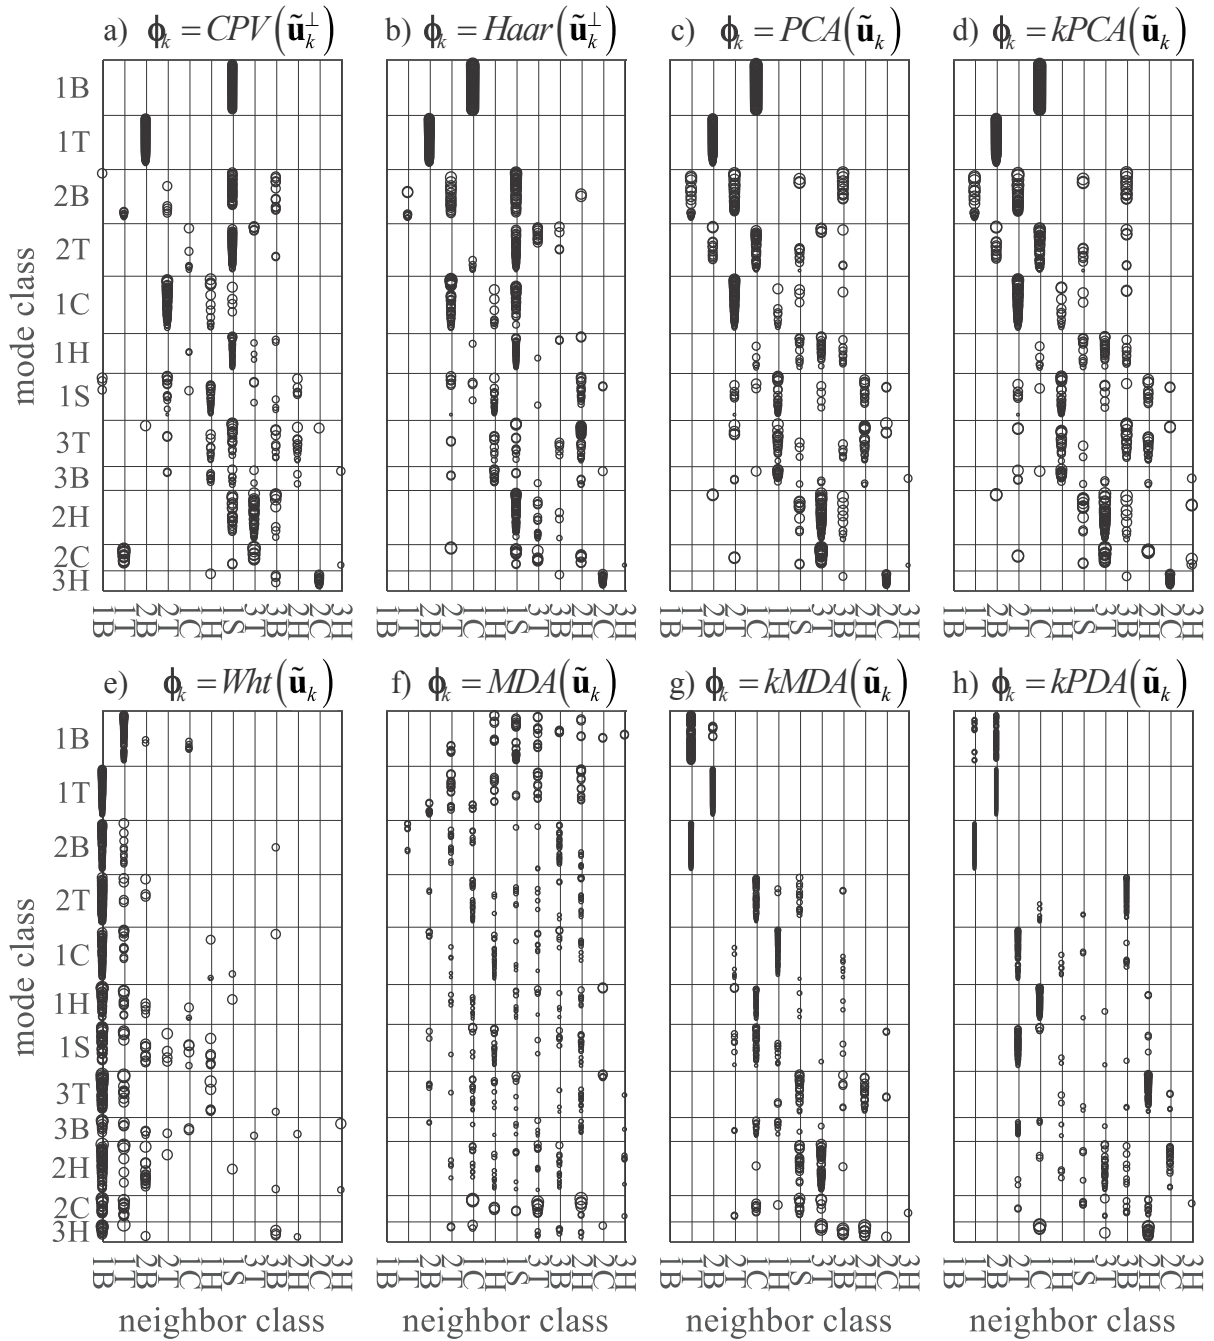 a) ϕₖ = CPV(ũₖ⊥) b) ϕₖ = Haar(ũₖ⊥) c) ϕₖ = PCA(ũₖ) d) ϕₖ = kPCA(ũₖ)
mode class
1B
1T
2B
2T
1C
1H
1S
3T
3B
2H
2C
3H
1B 1T 2B 2T 1C 1H 1S 3T 3B 2H 2C 3H
1B 1T 2B 2T 1C 1H 1S 3T 3B 2H 2C 3H
1B 1T 2B 2T 1C 1H 1S 3T 3B 2H 2C 3H
1B 1T 2B 2T 1C 1H 1S 3T 3B 2H 2C 3H
e) ϕₖ = Wht(ũₖ) f) ϕₖ = MDA(ũₖ) g) ϕₖ = kMDA(ũₖ) h) ϕₖ = kPDA(ũₖ)
mode class
1B
1T
2B
2T
1C
1H
1S
3T
3B
2H
2C
3H
1B 1T 2B 2T 1C 1H 1S 3T 3B 2H 2C 3H
1B 1T 2B 2T 1C 1H 1S 3T 3B 2H 2C 3H
1B 1T 2B 2T 1C 1H 1S 3T 3B 2H 2C 3H
1B 1T 2B 2T 1C 1H 1S 3T 3B 2H 2C 3H
neighbor class neighbor class neighbor class neighbor class